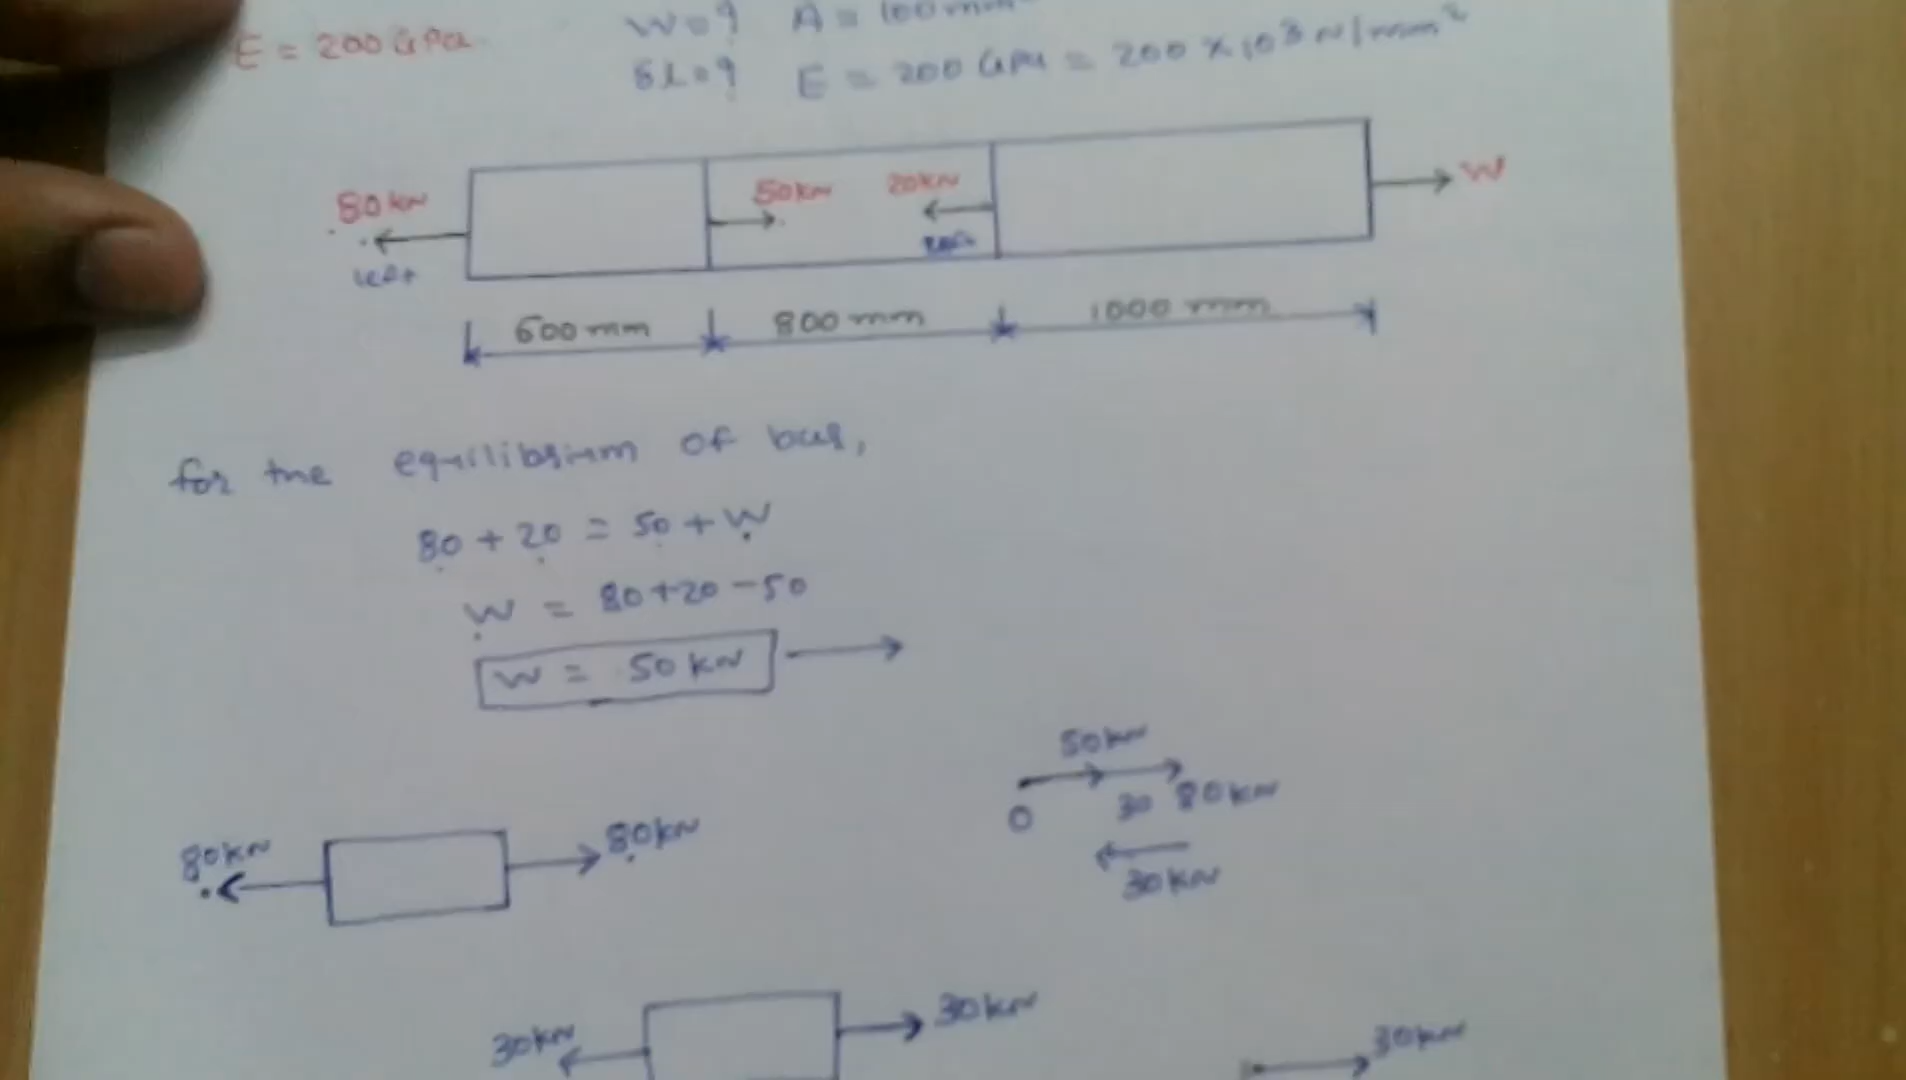 E = 200 GPa
W = ? A = 100 mm²
δL = ? E = 200 GPa = 200 × 10³ N/mm²
80 kN 50 kN 20 kN W
left
600 mm 800 mm 1000 mm
for the equilibrium of bar,
80 + 20 = 50 + W
W = 80 + 20 - 50
W = 50 kN
50 kN
O 30 80 kN
30 kN
80 kN 80 kN
30 kN 30 kN
30 kN